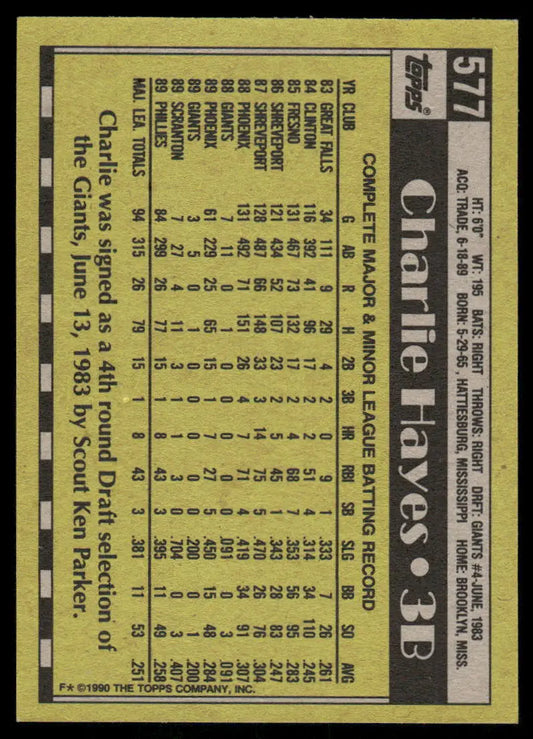 577
Topps®
HT: 6'0" WT: 195 BATS: RIGHT THROWS: RIGHT DRFT: GIANTS #4-JUNE, 1983
ACQ: TRADE, 6-18-89 BORN: 5-29-65, HATTIESBURG, MISSISSIPPI HOME: BROOKLYN, MISS.
Charlie Hayes • 3B
COMPLETE MAJOR & MINOR LEAGUE BATTING RECORD
YR CLUB G AB R H 2B 3B HR RBI SB SLG BB SO AVG
83 GREAT FALLS 34 111 9 29 4 2 0 9 1 .333 7 26 .261
84 CLINTON 116 392 41 96 17 2 2 51 4 .314 34 110 .245
85 FRESNO 131 467 73 132 17 2 4 68 7 .353 56 95 .283
86 SHREVEPORT 121 434 52 107 23 2 5 45 1 .343 28 83 .247
87 SHREVEPORT 128 487 66 148 33 3 14 75 5 .470 26 76 .304
88 PHOENIX 131 492 71 151 26 4 7 71 4 .419 34 91 .307
88 GIANTS 7 11 0 1 0 0 0 0 0 .091 0 3 .091
89 PHOENIX 61 229 25 65 15 1 7 27 5 .450 15 48 .284
89 GIANTS 3 5 0 1 0 0 0 0 0 .200 0 1 .200
89 SCRANTON 7 27 4 11 3 1 1 3 0 .704 0 3 .407
89 PHILLIES 84 299 26 77 15 1 8 43 3 .395 11 49 .258
MAJ. LEA. TOTALS 94 315 26 79 15 1 8 43 3 .381 11 53 .251
Charlie was signed as a 4th round Draft selection of
the Giants, June 13, 1983 by Scout Ken Parker.
F* ©1990 THE TOPPS COMPANY, INC.